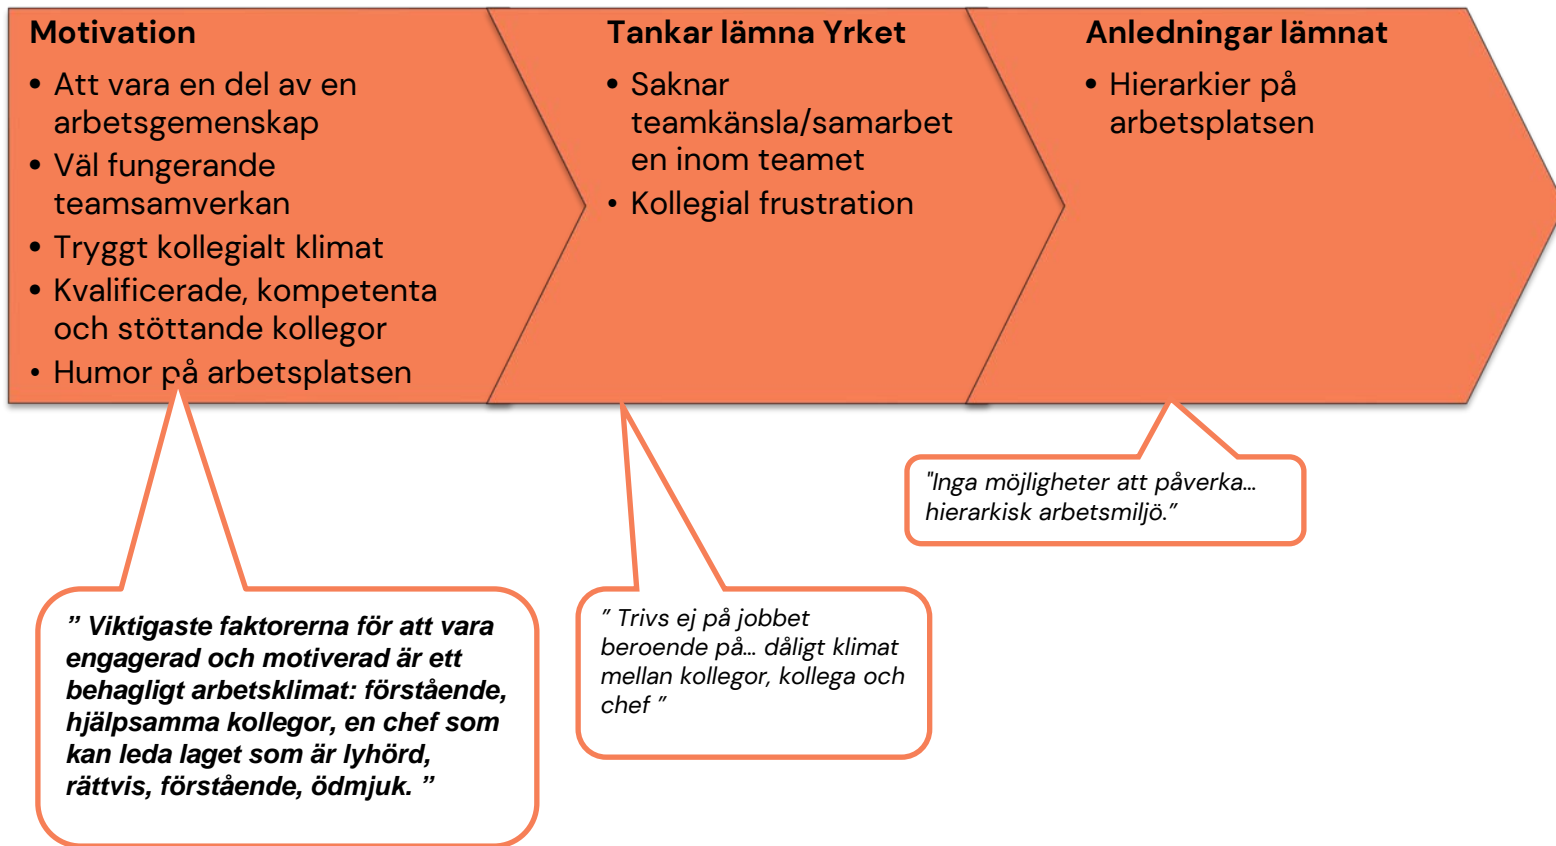 Motivation
• Att vara en del av en
arbetsgemenskap
• Väl fungerande
teamsamverkan
• Tryggt kollegialt klimat
• Kvalificerade, kompetenta
och stöttande kollegor
• Humor på arbetsplatsen
Tankar lämna Yrket
• Saknar
teamkänsla/samarbet
en inom teamet
• Kollegial frustration
Anledningar lämnat
• Hierarkier på
arbetsplatsen
” Viktigaste faktorerna för att vara
engagerad och motiverad är ett
behagligt arbetsklimat: förstående,
hjälpsamma kollegor, en chef som
kan leda laget som är lyhörd,
rättvis, förstående, ödmjuk. ”
” Trivs ej på jobbet
beroende på… dåligt klimat
mellan kollegor, kollega och
chef ”
"Inga möjligheter att påverka…
hierarkisk arbetsmiljö.”